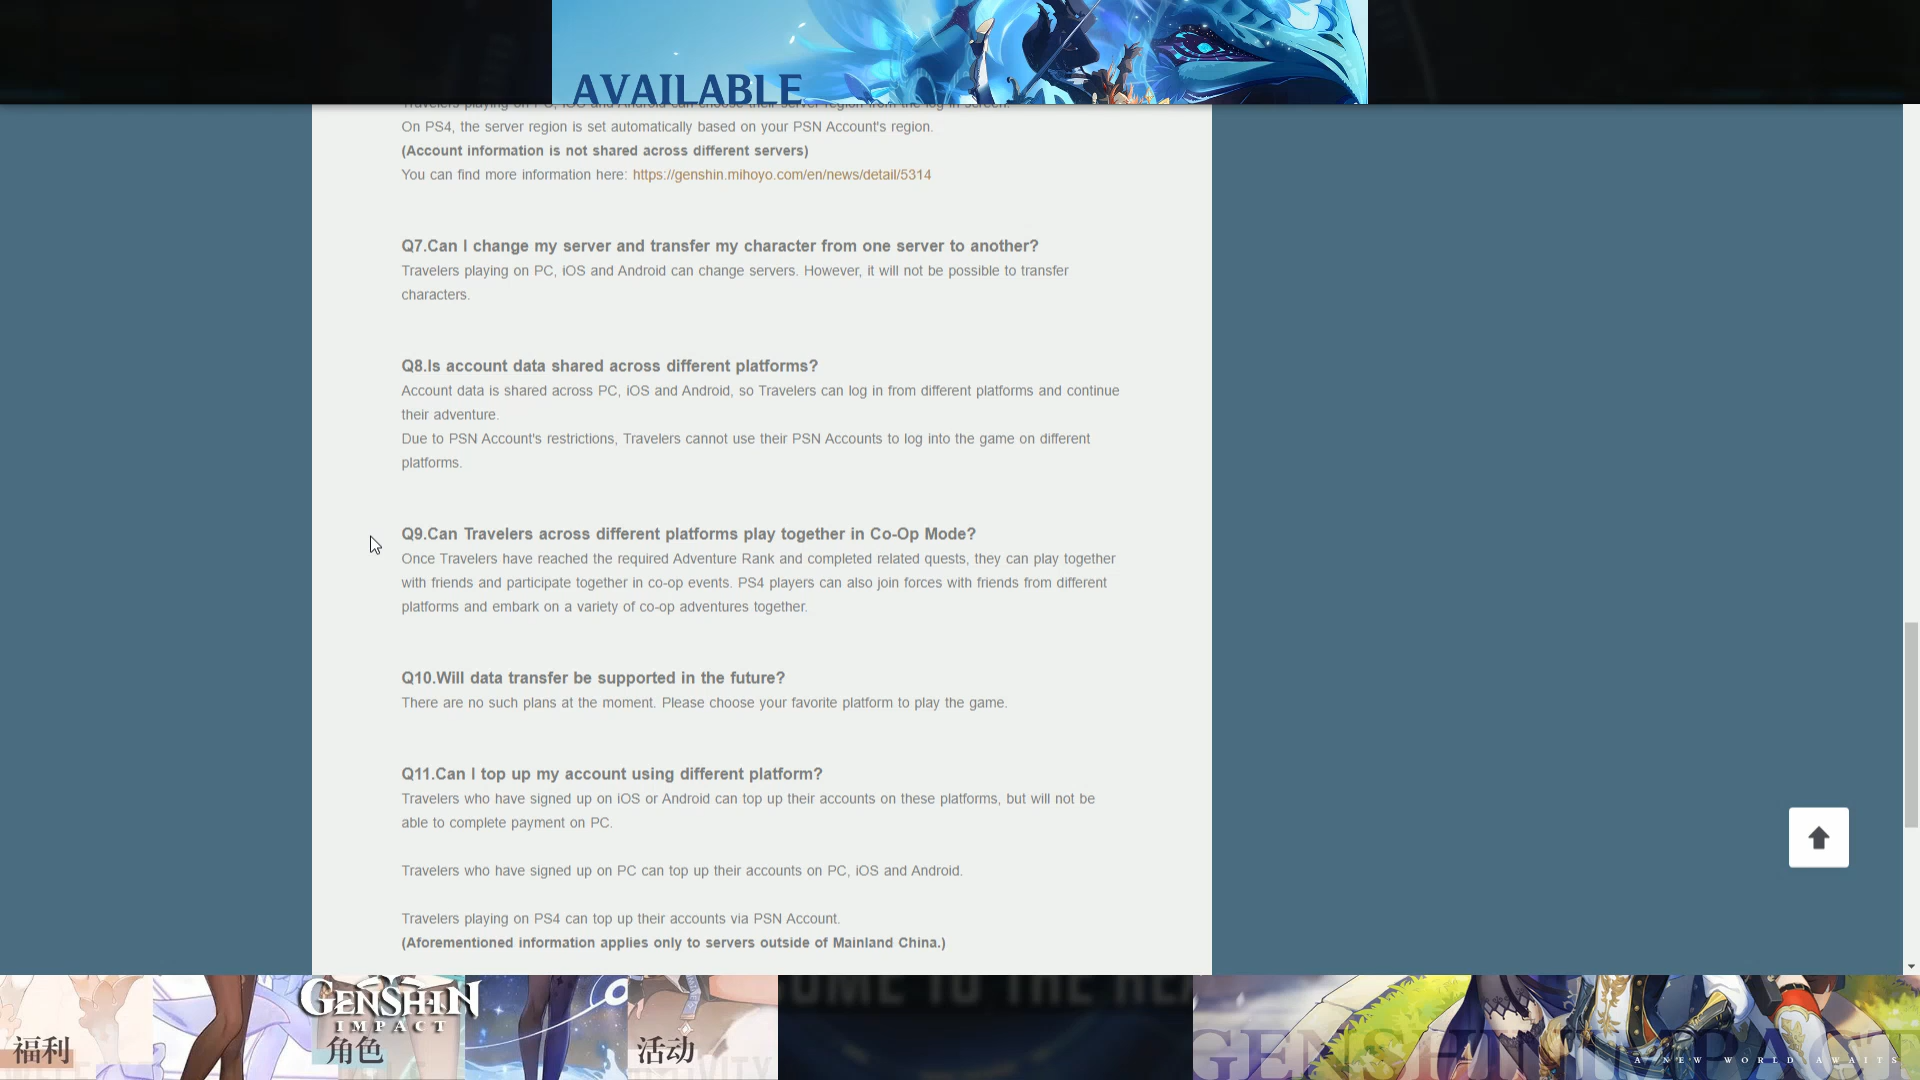 AVAILABLE
Travelers playing on PC, iOS and Android can choose their server region from the log in screen.
On PS4, the server region is set automatically based on your PSN Account's region.
(Account information is not shared across different servers)
You can find more information here: https://genshin.mihoyo.com/en/news/detail/5314
Q7.Can I change my server and transfer my character from one server to another?
Travelers playing on PC, iOS and Android can change servers. However, it will not be possible to transfer
characters.
Q8.Is account data shared across different platforms?
Account data is shared across PC, iOS and Android, so Travelers can log in from different platforms and continue
their adventure.
Due to PSN Account's restrictions, Travelers cannot use their PSN Accounts to log into the game on different
platforms.
Q9.Can Travelers across different platforms play together in Co-Op Mode?
Once Travelers have reached the required Adventure Rank and completed related quests, they can play together
with friends and participate together in co-op events. PS4 players can also join forces with friends from different
platforms and embark on a variety of co-op adventures together.
Q10.Will data transfer be supported in the future?
There are no such plans at the moment. Please choose your favorite platform to play the game.
Q11.Can I top up my account using different platform?
Travelers who have signed up on iOS or Android can top up their accounts on these platforms, but will not be
able to complete payment on PC.
Travelers who have signed up on PC can top up their accounts on PC, iOS and Android.
Travelers playing on PS4 can top up their accounts via PSN Account.
(Aforementioned information applies only to servers outside of Mainland China.)
GENSHIN
IMPACT
福利
角色
活动
TO THE
GENSHIN IMPACT
A NEW WORLD AWAITS